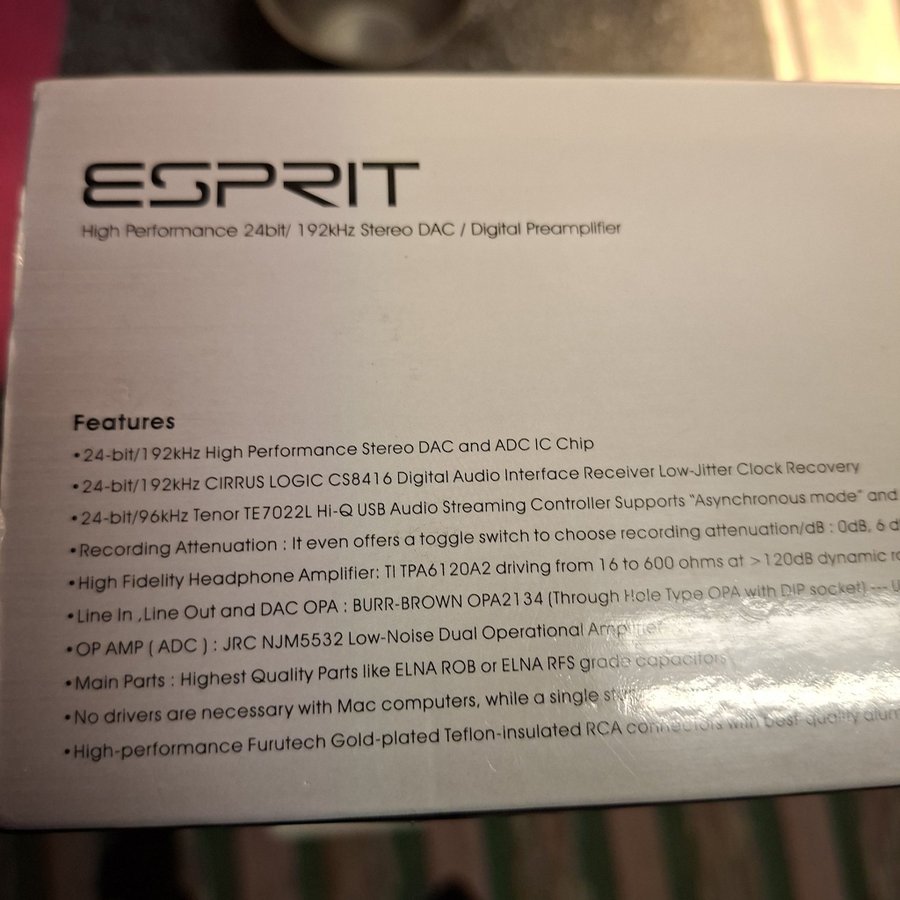 ESPRIT
High Performance 24bit/ 192kHz Stereo DAC / Digital Preamplifier
Features
•24-bit/192kHz High Performance Stereo DAC and ADC IC Chip
•24-bit/192kHz CIRRUS LOGIC CS8416 Digital Audio Interface Receiver Low-Jitter Clock Recovery
•24-bit/96kHz Tenor TE7022L Hi-Q USB Audio Streaming Controller Supports "Asynchronous mode" and
•Recording Attenuation : It even offers a toggle switch to choose recording attenuation/dB : 0dB, 6
•High Fidelity Headphone Amplifier: TI TPA6120A2 driving from 16 to 600 ohms at >120dB dynamic
•Line In ,Line Out and DAC OPA : BURR-BROWN OPA2134 (Through Hole Type OPA with DIP socket) ---
•OP AMP ( ADC ) : JRC NJM5532 Low-Noise Dual Operational Amplifier
•Main Parts : Highest Quality Parts like ELNA ROB or ELNA RFS grade capacitors
•No drivers are necessary with Mac computers, while a single
•High-performance Furutech Gold-plated Teflon-insulated RCA connectors with best quality